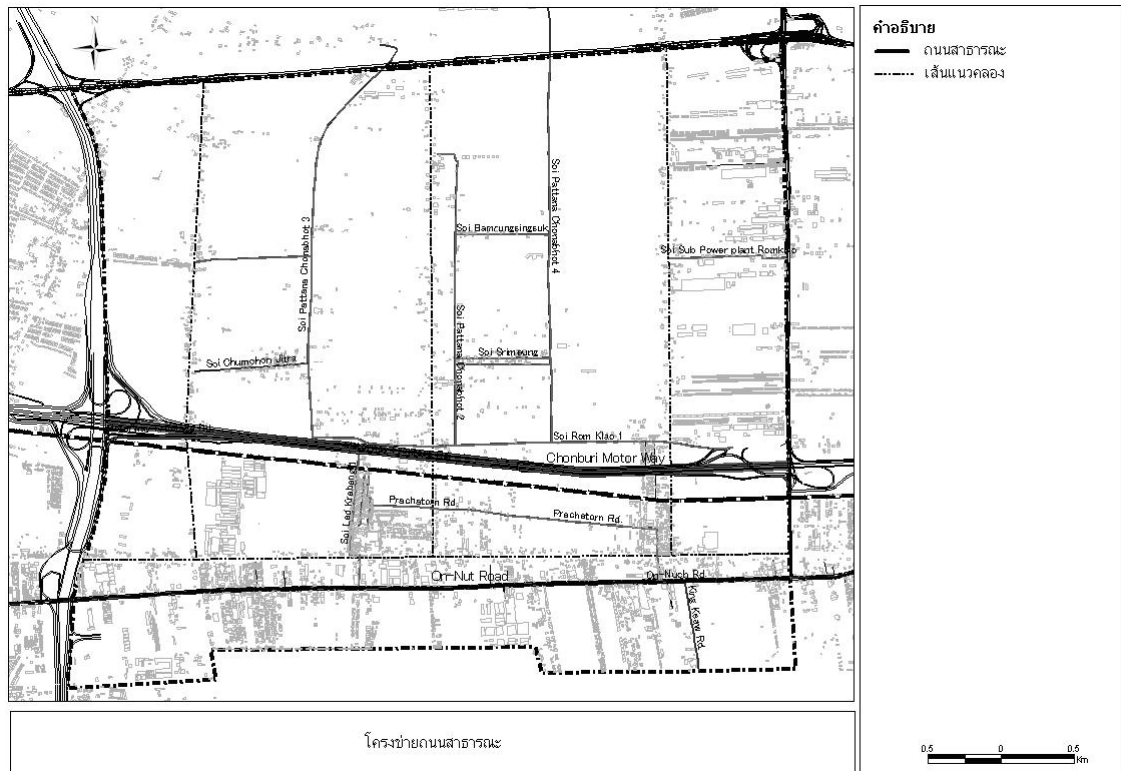 N
Soi Pattana Chonabhot 3
Soi Pattana Chonabhot 4
Soi Bamrungsingsuk
Soi Sub Power plant Romklao
Soi Pattana Chonabhot 2
Soi Srimaung
Soi Chumphon Jitra
Soi Rom Klao 1
Chonburi Motor Way
Soi Lad Krabang
Prachatorn Rd.
Prachatorn Rd.
On-Nut Road
On-Nuch Rd
King Keaw Rd
คำอธิบาย
ถนนสาธารณะ
เส้นแนวคลอง
โครงข่ายถนนสาธารณะ
0.5 0 0.5
Km